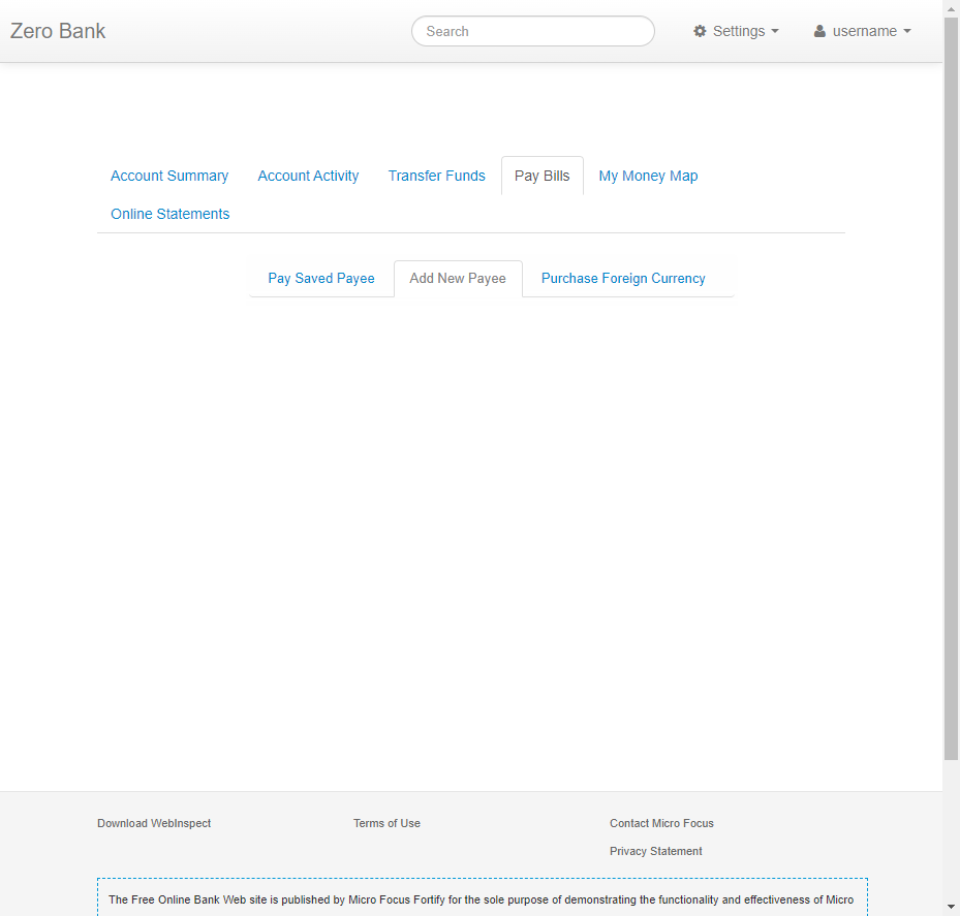 Zero Bank
Search
Settings
username
Account Summary
Account Activity
Transfer Funds
Pay Bills
My Money Map
Online Statements
Pay Saved Payee
Add New Payee
Purchase Foreign Currency
Download WebInspect
Terms of Use
Contact Micro Focus
Privacy Statement
The Free Online Bank Web site is published by Micro Focus Fortify for the sole purpose of demonstrating the functionality and effectiveness of Micro